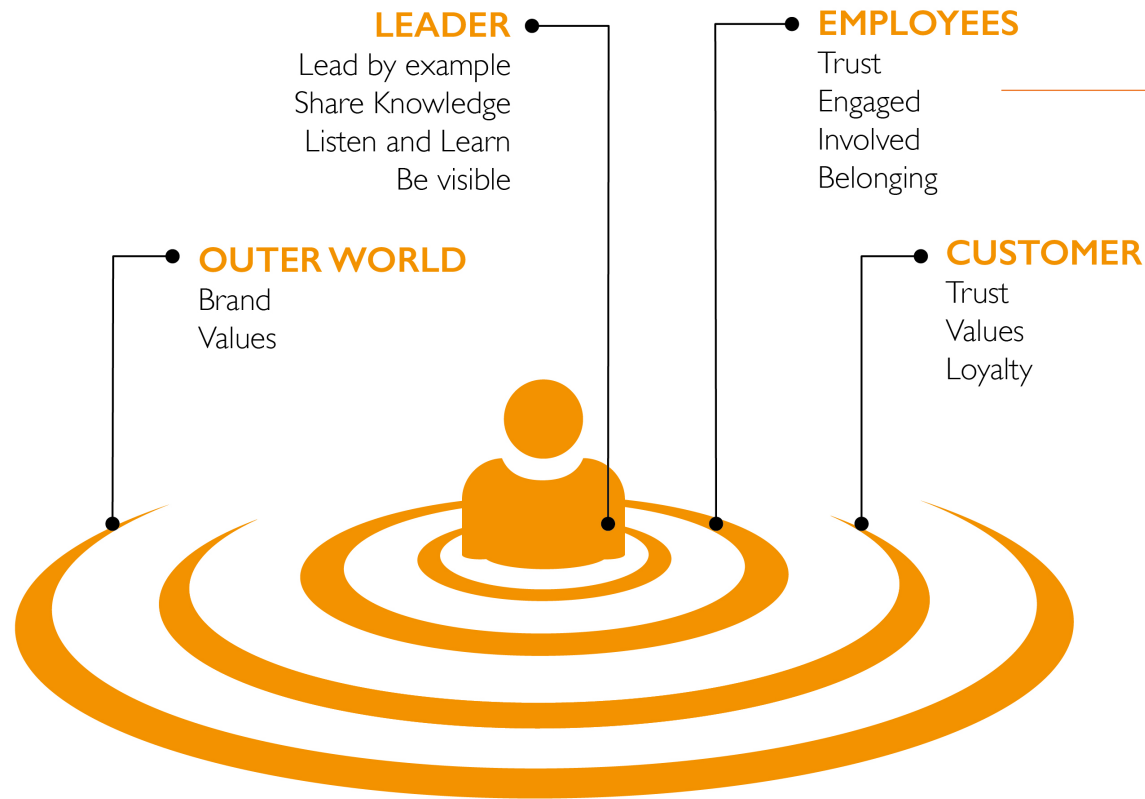 LEADER
Lead by example
Share Knowledge
Listen and Learn
Be visible
EMPLOYEES
Trust
Engaged
Involved
Belonging
OUTER WORLD
Brand
Values
CUSTOMER
Trust
Values
Loyalty